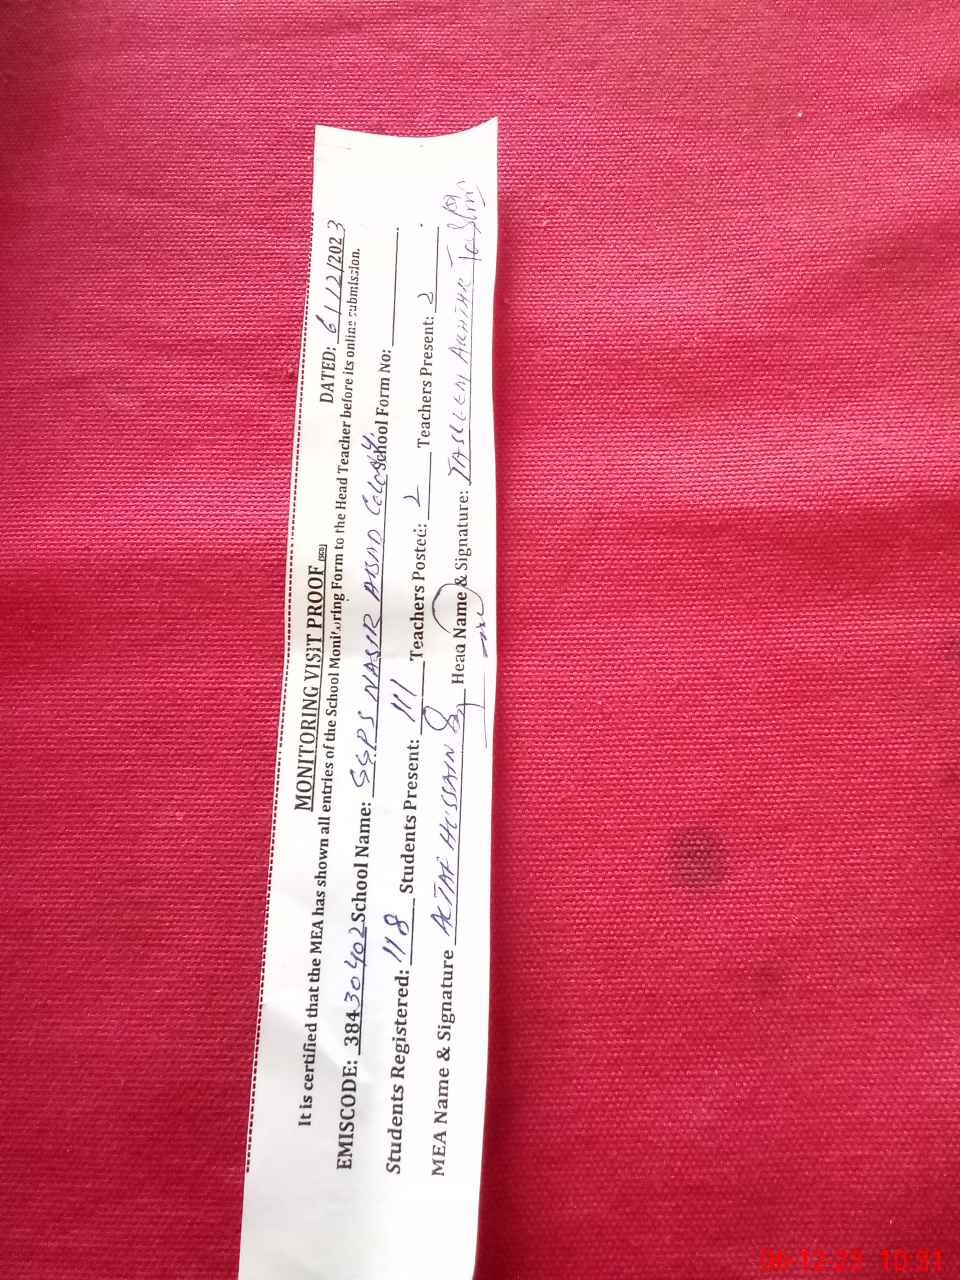 MONITORING VISIT PROOF DATED: 6/12/2023
It is certified that the MEA has shown all entries of the School Monitoring Form to the Head Teacher before its online submission.
EMISCODE: 38430402 School Name: GGPS NASIR ABAD COLONY School Form No:
Students Registered: 118 Students Present: 111 Teachers Posted: 2 Teachers Present: 2
MEA Name & Signature ALTAF HUSSAIN Head Name & Signature: TASLEEM AKHTAR Taslim
06-12-23 10:31